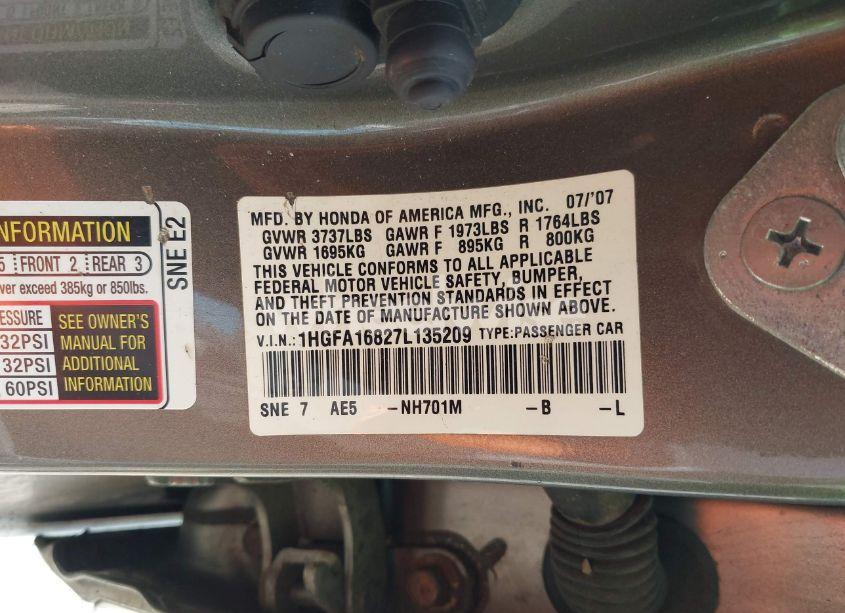 INFORMATION
5 FRONT 2 REAR 3
ver exceed 385kg or 850lbs.
SNE E2
ESSURE
32PSI
32PSI
60PSI
SEE OWNER'S
MANUAL FOR
ADDITIONAL
INFORMATION
MFD. BY HONDA OF AMERICA MFG., INC. 07/'07
GVWR 3737LBS GAWR F 1973LBS R 1764LBS
GVWR 1695KG GAWR F 895KG R 800KG
THIS VEHICLE CONFORMS TO ALL APPLICABLE
FEDERAL MOTOR VEHICLE SAFETY, BUMPER,
AND THEFT PREVENTION STANDARDS IN EFFECT
ON THE DATE OF MANUFACTURE SHOWN ABOVE.
V.I.N.:1HGFA16827L135209 TYPE:PASSENGER CAR
SNE 7 AE5 -NH701M -B -L